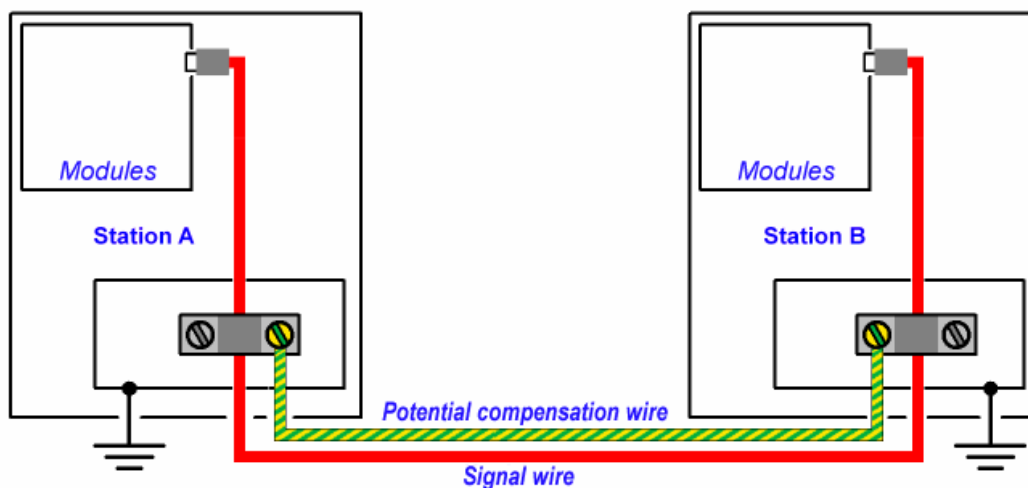 Modules
Modules
Station A
Station B
Potential compensation wire
Signal wire